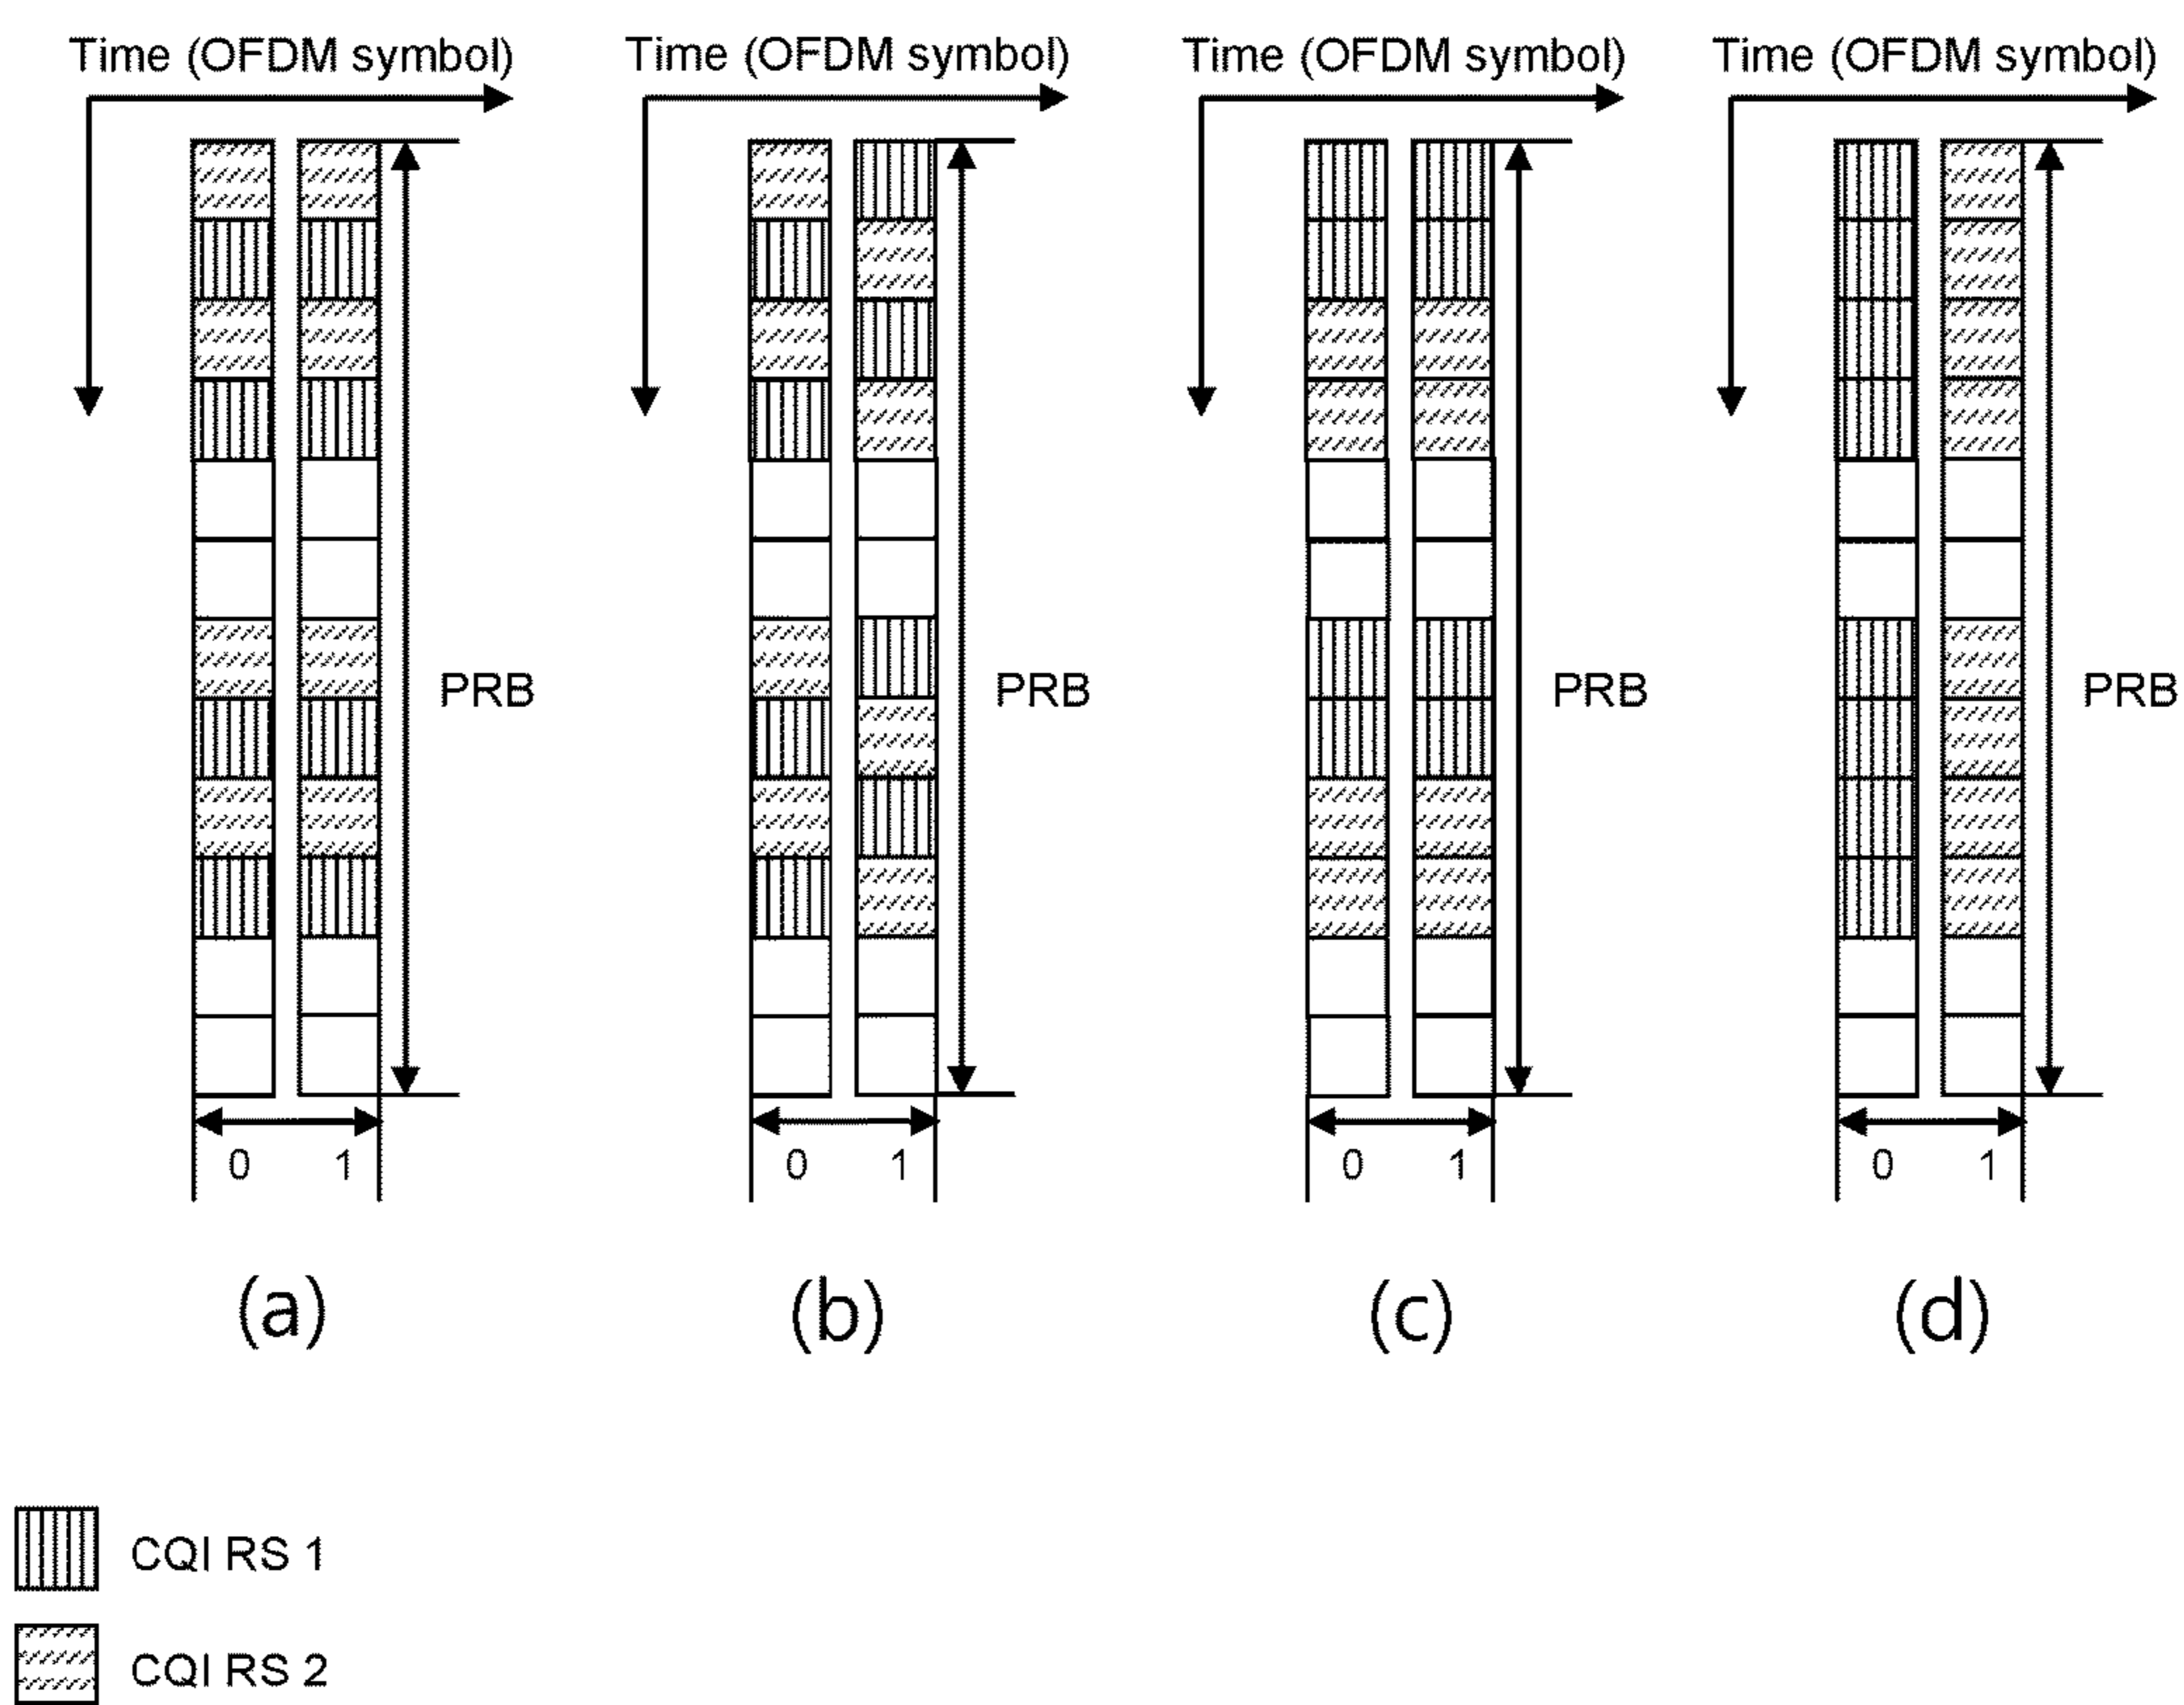 Time (OFDM symbol) Time (OFDM symbol) Time (OFDM symbol) Time (OFDM symbol)
PRB PRB PRB PRB
0 1 0 1 0 1 0 1
(a) (b) (c) (d)
CQI RS 1
CQI RS 2